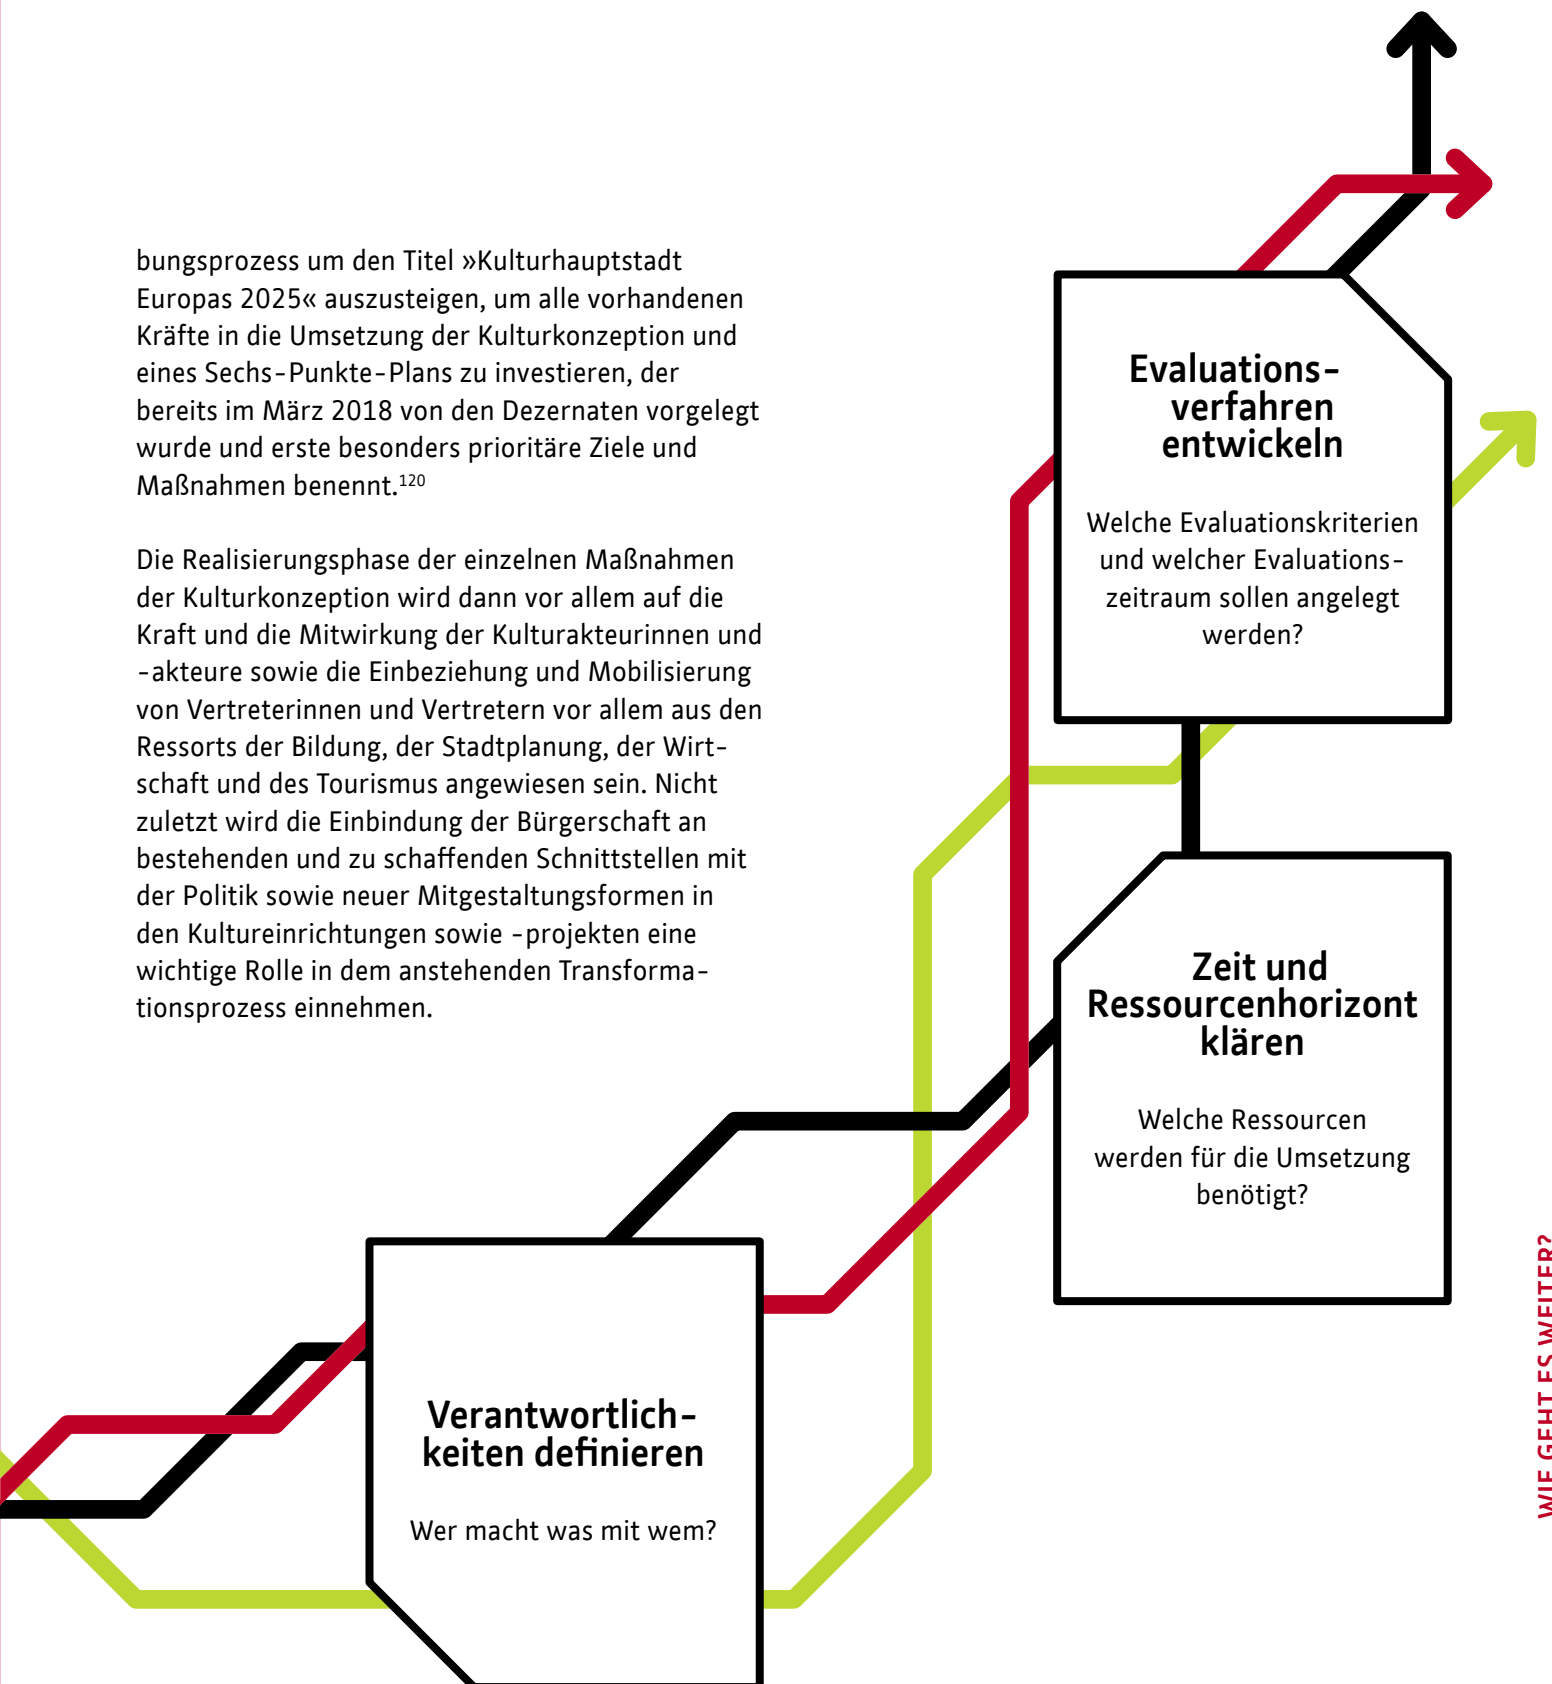 bungsprozess um den Titel »Kulturhauptstadt
Europas 2025« auszusteigen, um alle vorhandenen
Kräfte in die Umsetzung der Kulturkonzeption und
eines Sechs-Punkte-Plans zu investieren, der
bereits im März 2018 von den Dezernaten vorgelegt
wurde und erste besonders prioritäre Ziele und
Maßnahmen benennt.120
Die Realisierungsphase der einzelnen Maßnahmen
der Kulturkonzeption wird dann vor allem auf die
Kraft und die Mitwirkung der Kulturakteurinnen und
-akteure sowie die Einbeziehung und Mobilisierung
von Vertreterinnen und Vertretern vor allem aus den
Ressorts der Bildung, der Stadtplanung, der Wirt-
schaft und des Tourismus angewiesen sein. Nicht
zuletzt wird die Einbindung der Bürgerschaft an
bestehenden und zu schaffenden Schnittstellen mit
der Politik sowie neuer Mitgestaltungsformen in
den Kultureinrichtungen sowie -projekten eine
wichtige Rolle in dem anstehenden Transforma-
tionsprozess einnehmen.
Evaluations-
verfahren
entwickeln
Welche Evaluationskriterien
und welcher Evaluations-
zeitraum sollen angelegt
werden?
Zeit und
Ressourcenhorizont
klären
Welche Ressourcen
werden für die Umsetzung
benötigt?
Verantwortlich-
keiten definieren
Wer macht was mit wem?
WIE GEHT ES WEITER?